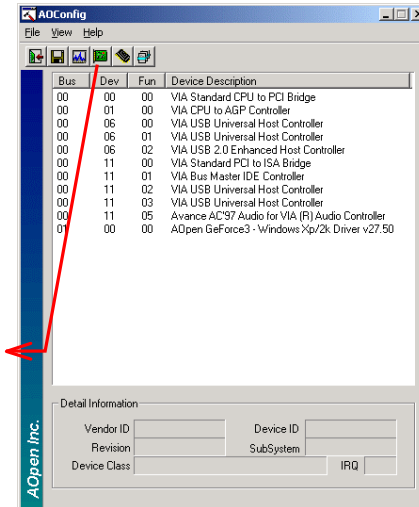 AOConfig
File View Help
Bus Dev Fun Device Description
00 00 00 VIA Standard CPU to PCI Bridge
00 01 00 VIA CPU to AGP Controller
00 06 00 VIA USB Universal Host Controller
00 06 01 VIA USB Universal Host Controller
00 06 02 VIA USB 2.0 Enhanced Host Controller
00 11 00 VIA Standard PCI to ISA Bridge
00 11 01 VIA Bus Master IDE Controller
00 11 02 VIA USB Universal Host Controller
00 11 03 VIA USB Universal Host Controller
00 11 05 Avance AC'97 Audio for VIA (R) Audio Controller
01 00 00 AOpen GeForce3 - Windows Xp/2k Driver v27.50
Detail Information
Vendor ID Device ID
Revision SubSystem
Device Class IRQ
AOpen Inc.